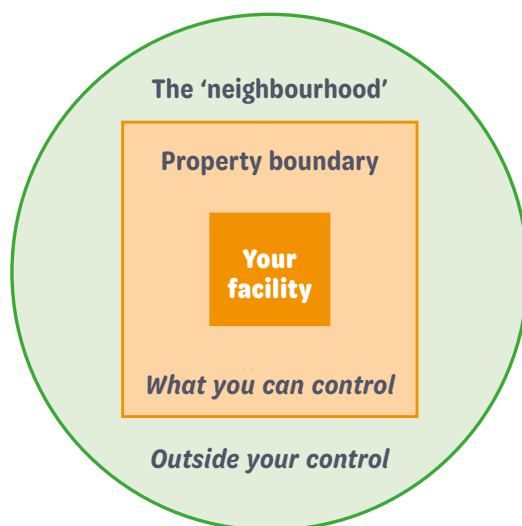 The ‘neighbourhood’
Property boundary
Your
facility
What you can control
Outside your control